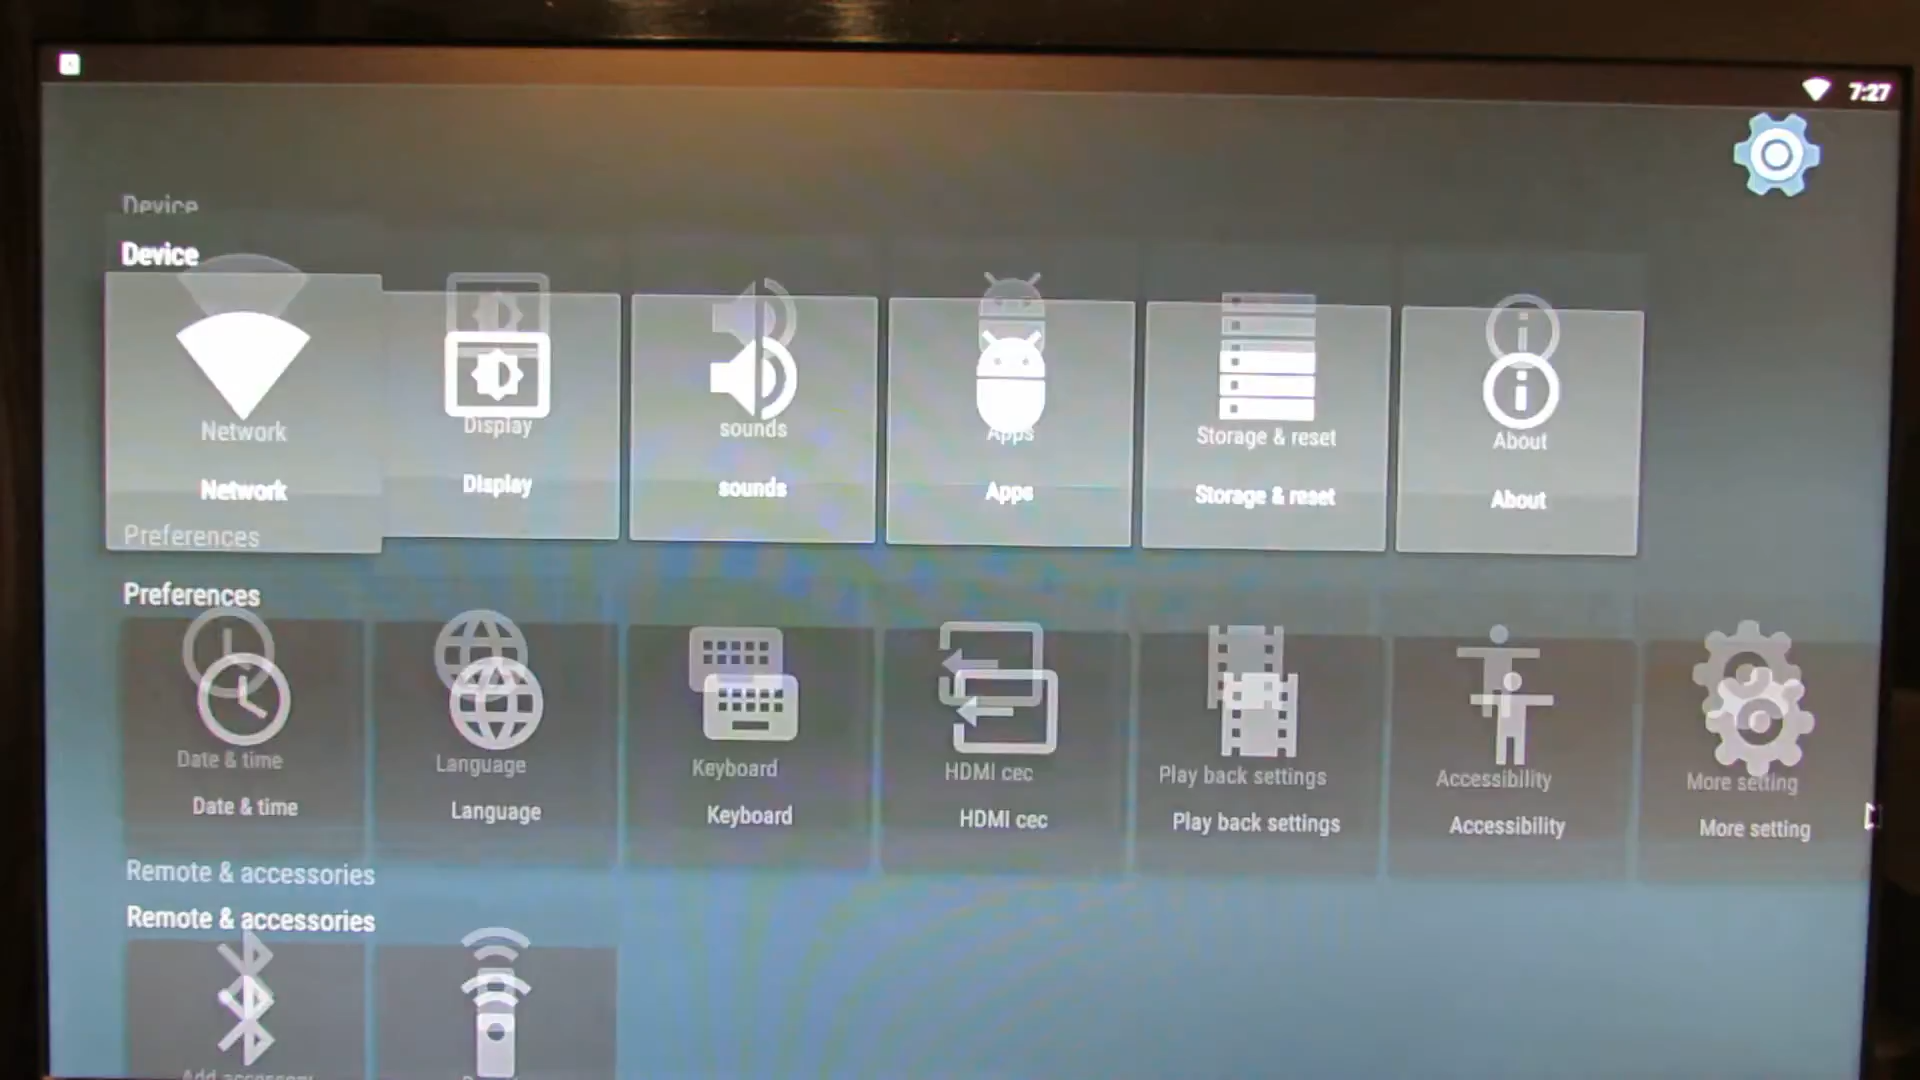 7:27
Device
Device
Network Display sounds Apps Storage & reset About
Network Display sounds Apps Storage & reset About
Preferences
Preferences
Date & time Language Keyboard HDMI cec Play back settings Accessibility More setting
Date & time Language Keyboard HDMI cec Play back settings Accessibility More setting
Remote & accessories
Remote & accessories
Add accessory